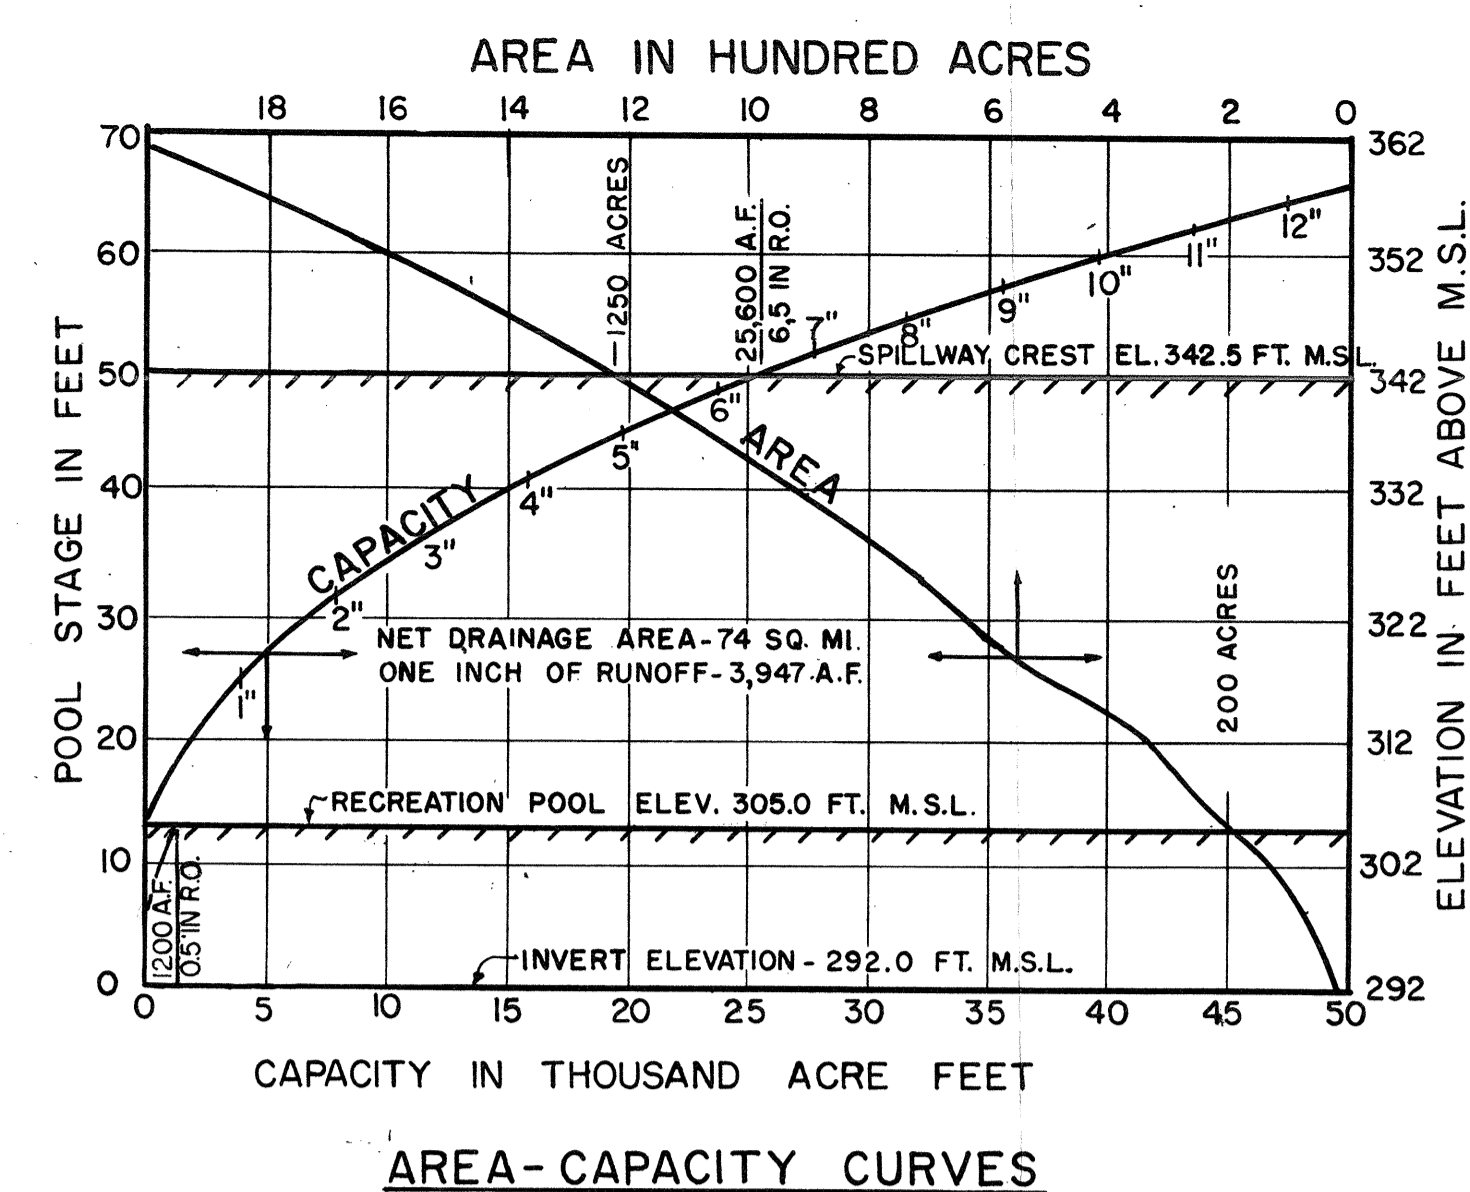 AREA IN HUNDRED ACRES
18 16 14 12 10 8 6 4 2 0
70 60 50 40 30 20 10 0
POOL STAGE IN FEET
362 352 342 332 322 312 302 292
ELEVATION IN FEET ABOVE M.S.L.
1250 ACRES
25,600 A.F.
6,5 IN R.O.
SPILLWAY CREST EL. 342.5 FT. M.S.L.
1" 2" 3" 4" 5" 6" 7" 8" 9" 10" 11" 12"
CAPACITY
AREA
NET DRAINAGE AREA-74 SQ. MI.
ONE INCH OF RUNOFF-3,947 A.F.
200 ACRES
RECREATION POOL ELEV. 305.0 FT. M.S.L.
1200 A.F.
0.5 IN R.O.
INVERT ELEVATION - 292.0 FT. M.S.L.
0 5 10 15 20 25 30 35 40 45 50
CAPACITY IN THOUSAND ACRE FEET
AREA-CAPACITY CURVES